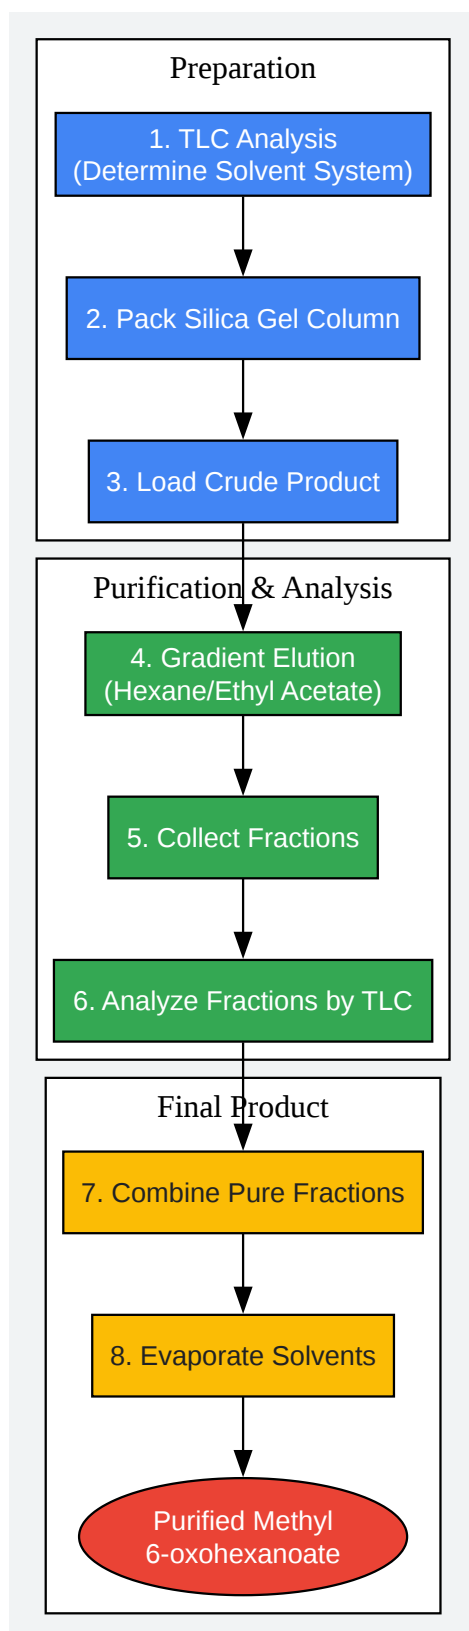 Preparation
1. TLC Analysis
(Determine Solvent System)
2. Pack Silica Gel Column
3. Load Crude Product
Purification & Analysis
4. Gradient Elution
(Hexane/Ethyl Acetate)
5. Collect Fractions
6. Analyze Fractions by TLC
Final Product
7. Combine Pure Fractions
8. Evaporate Solvents
Purified Methyl
6-oxohexanoate